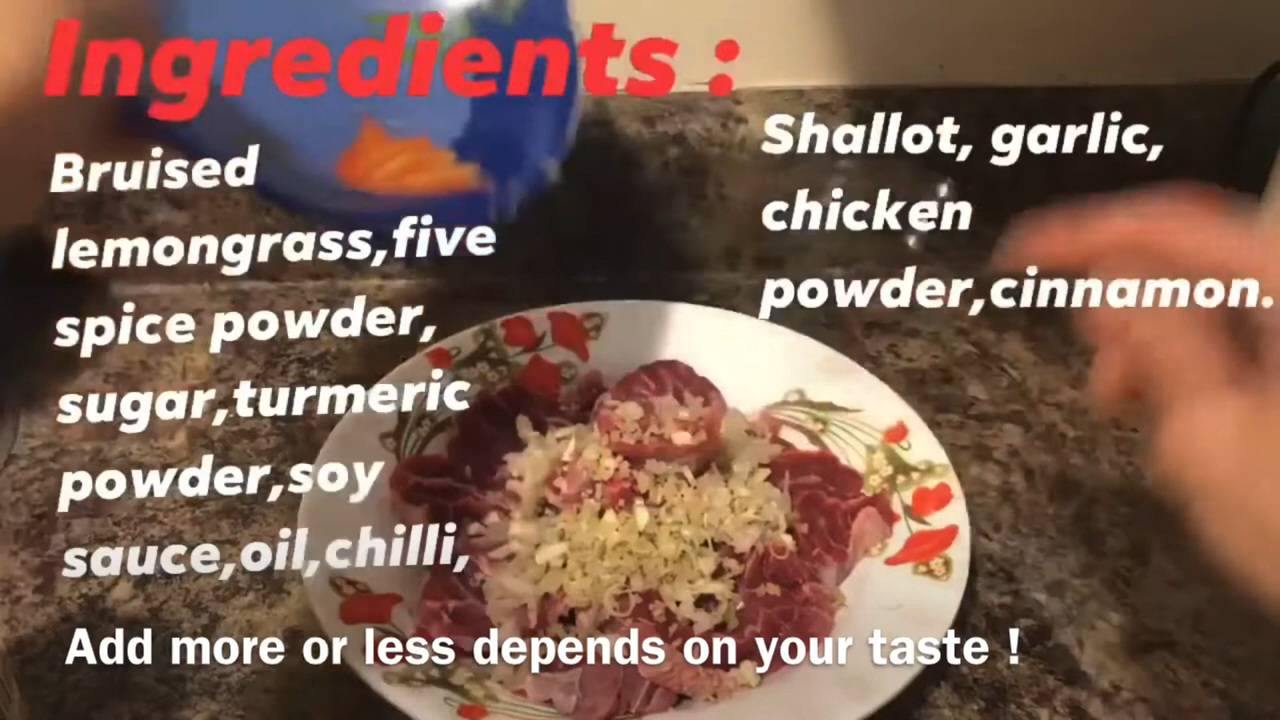 Ingredients :
Bruised
lemongrass,five
spice powder,
sugar,turmeric
powder,soy
sauce,oil,chilli,
Shallot, garlic,
chicken
powder,cinnamon.
Add more or less depends on your taste !